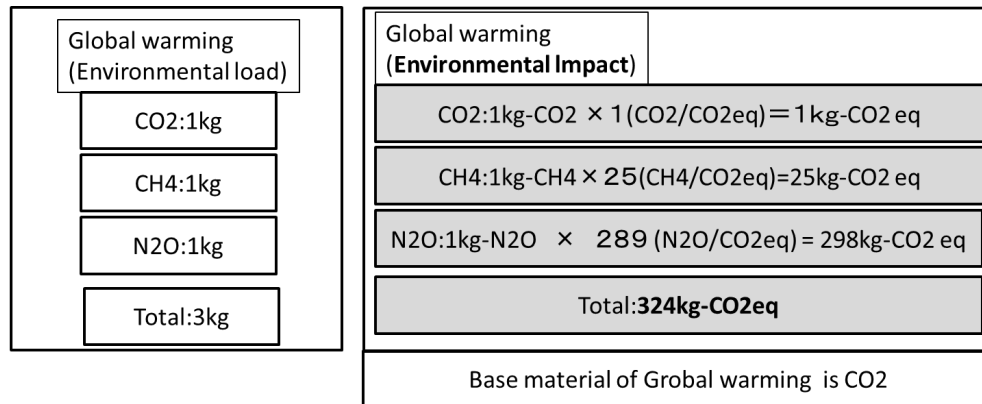 Global warming
(Environmental load)
CO2:1kg
CH4:1kg
N2O:1kg
Total:3kg
Global warming
(Environmental Impact)
CO2:1kg-CO2 × 1(CO2/CO2eq)＝1kg-CO2 eq
CH4:1kg-CH4 × 25(CH4/CO2eq)=25kg-CO2 eq
N2O:1kg-N2O × 289 (N2O/CO2eq) = 298kg-CO2 eq
Total:324kg-CO2eq
Base material of Grobal warming is CO2